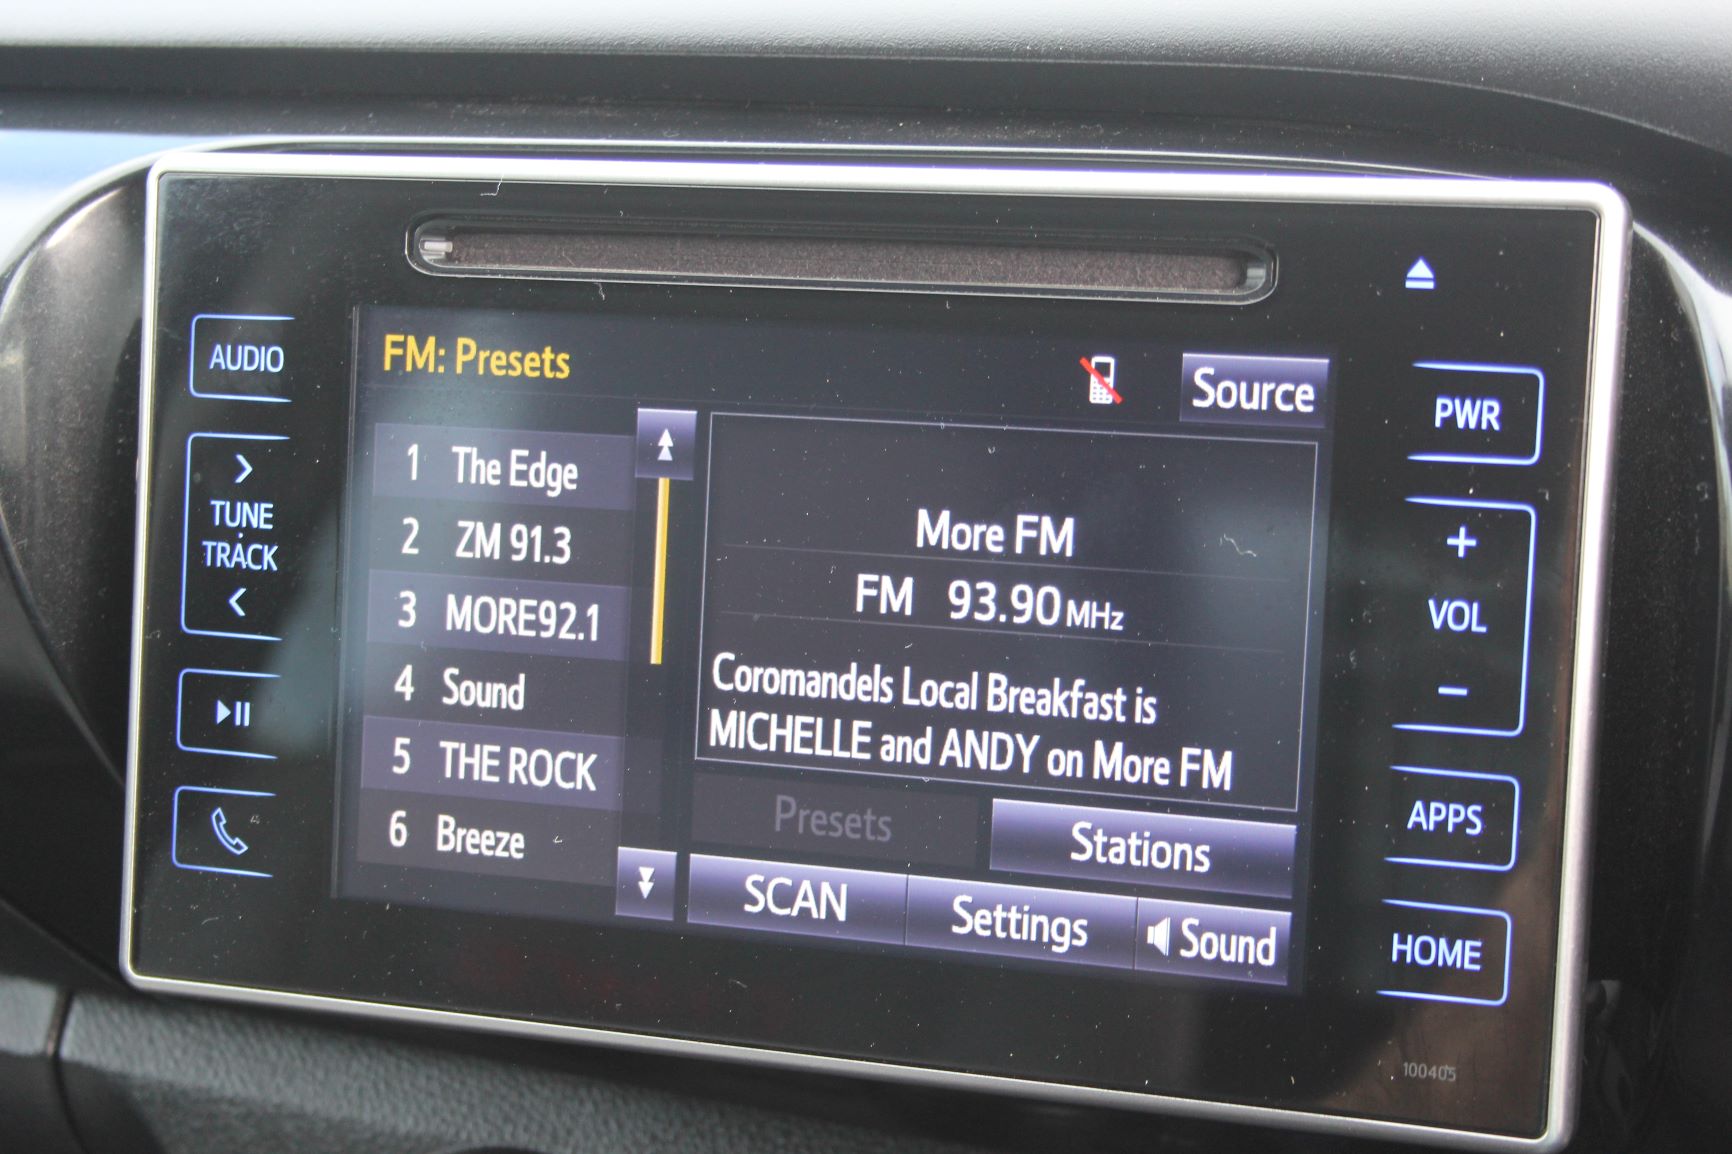 AUDIO
TUNE
TRACK
FM: Presets
Source
1 The Edge
2 ZM 91.3
3 MORE92.1
4 Sound
5 THE ROCK
6 Breeze
More FM
FM 93.90 MHz
Coromandels Local Breakfast is
MICHELLE and ANDY on More FM
Presets
Stations
SCAN
Settings
Sound
PWR
+
VOL
−
APPS
HOME
100405